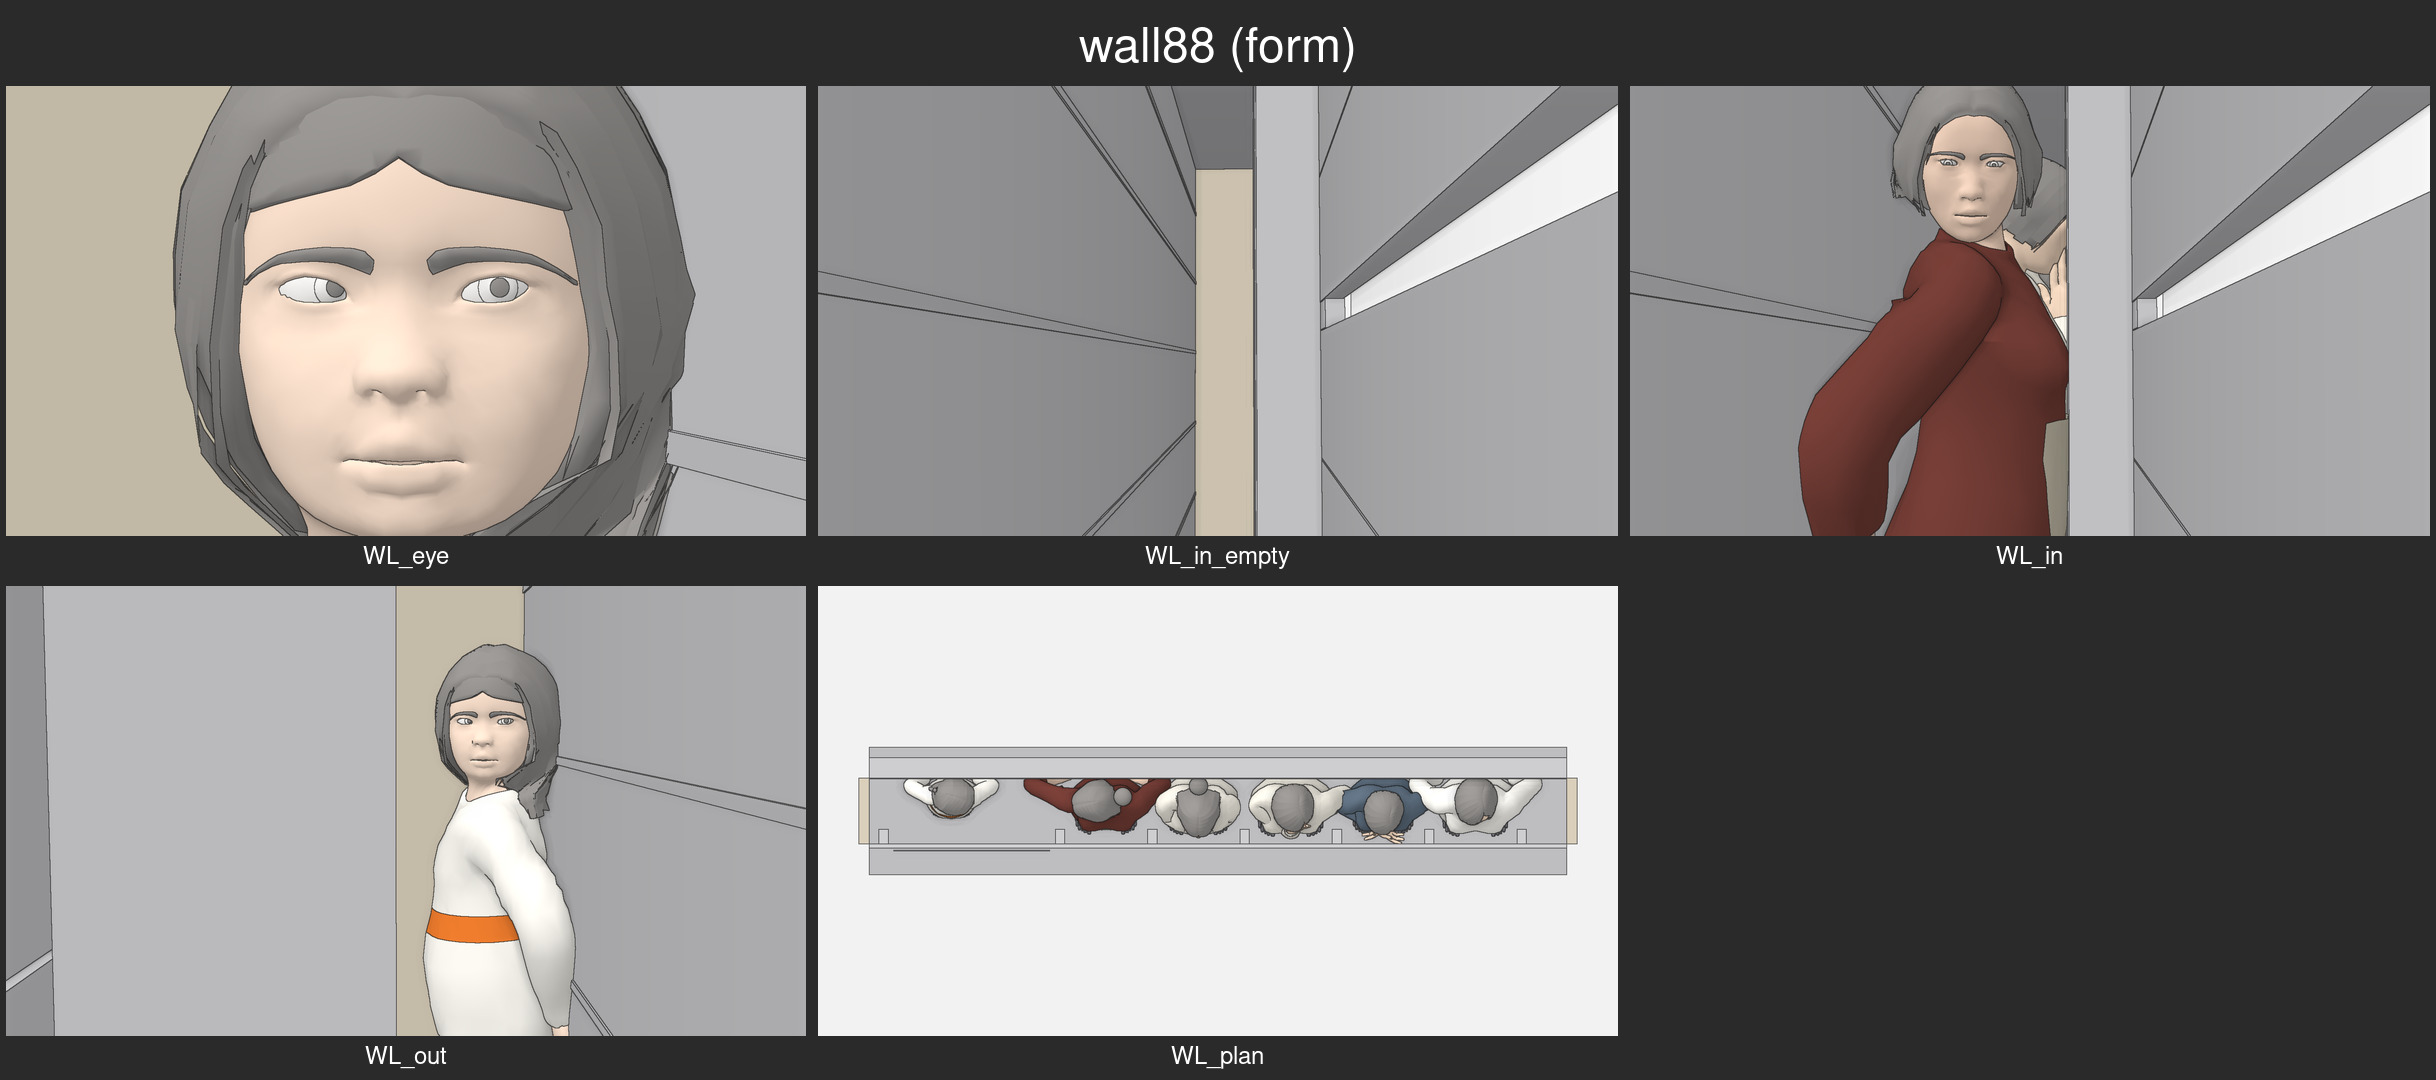 wall88 (form)
WL_eye
WL_in_empty
WL_in
WL_out
WL_plan